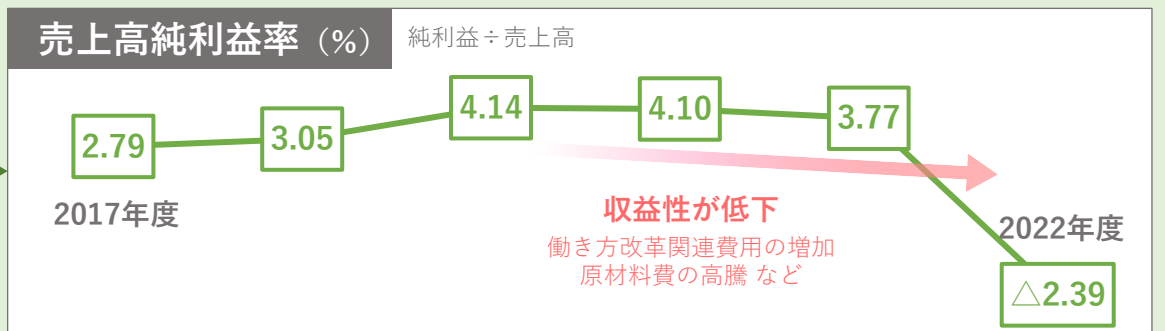 売上高純利益率（%） 純利益÷売上高
2.79
3.05
4.14
4.10
3.77
2017年度
収益性が低下
働き方改革関連費用の増加
原材料費の高騰 など
2022年度
△2.39